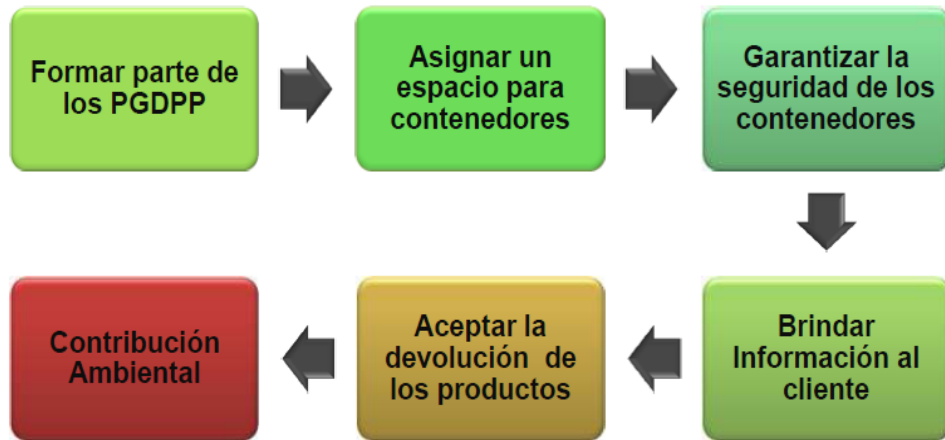 Formar parte de
los PGDPP
Asignar un
espacio para
contenedores
Garantizar la
seguridad de los
contenedores
Brindar
Información al
cliente
Aceptar la
devolución de
los productos
Contribución
Ambiental